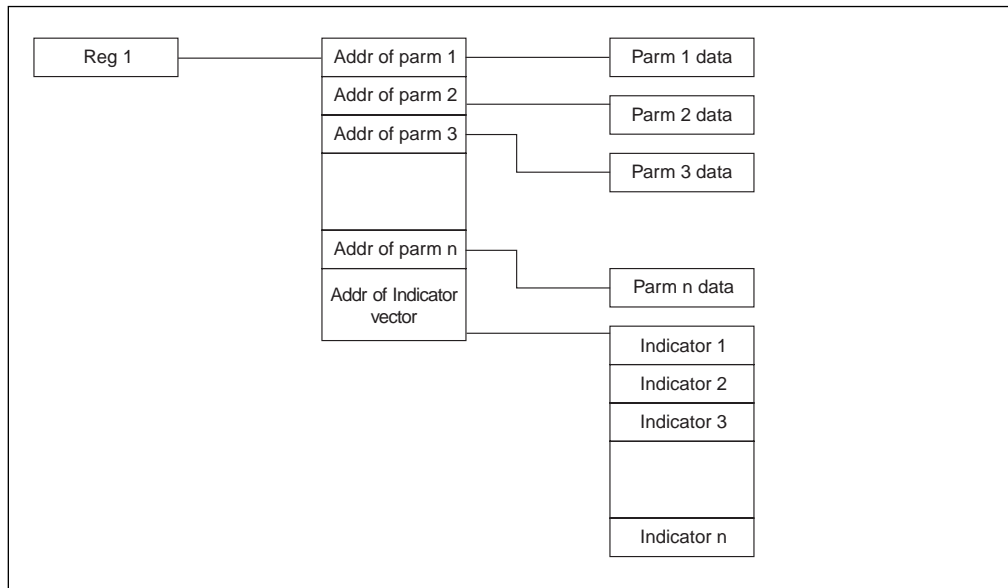 Reg 1
Addr of parm 1
Addr of parm 2
Addr of parm 3
Addr of parm n
Addr of Indicator
vector
Parm 1 data
Parm 2 data
Parm 3 data
Parm n data
Indicator 1
Indicator 2
Indicator 3
Indicator n